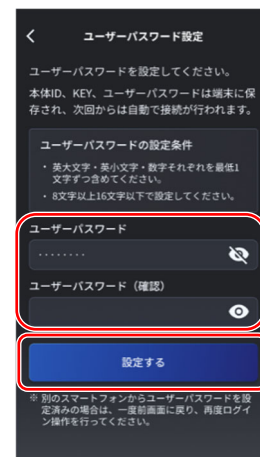 ユーザーパスワード設定
ユーザーパスワードを設定してください。
本体ID、KEY、ユーザーパスワードは端末に保
存され、次回からは自動で接続が行われます。
ユーザーパスワードの設定条件
・ 英大文字・英小文字・数字それぞれを最低1
文字ずつ含めてください。
・ 8文字以上16文字以下で設定してください。
ユーザーパスワード
········
ユーザーパスワード（確認）
設定する
※ 別のスマートフォンからユーザーパスワードを設
定済みの場合は、一度前画面に戻り、再度ログイ
ン操作を行ってください。